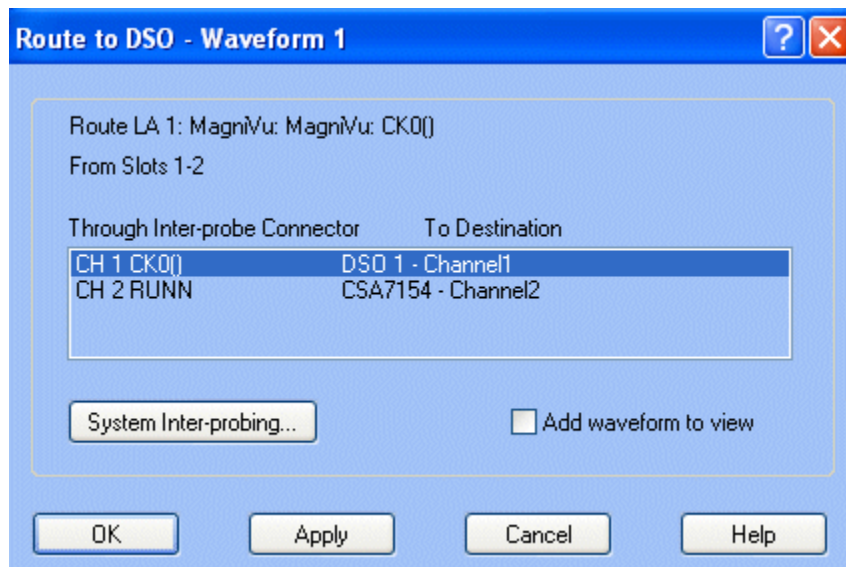 Route to DSO - Waveform 1
Route LA 1: MagniVu: MagniVu: CK0()
From Slots 1-2
Through Inter-probe Connector To Destination
CH 1 CK0() DSO 1 - Channel1
CH 2 RUNN CSA7154 - Channel2
System Inter-probing... Add waveform to view
OK Apply Cancel Help